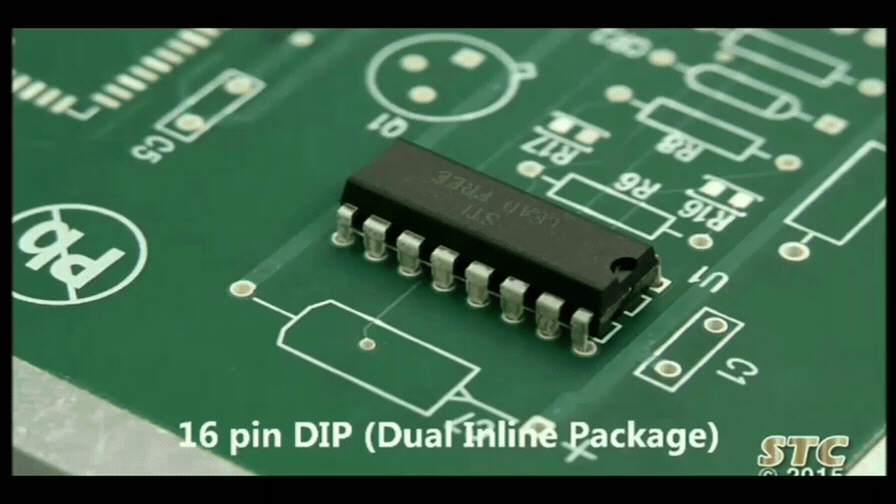 C5
Q1
R17
R8
R6
R16
STI
LEAD FREE
U1
Pb
C1
16 pin DIP (Dual Inline Package)
STC
© 2015